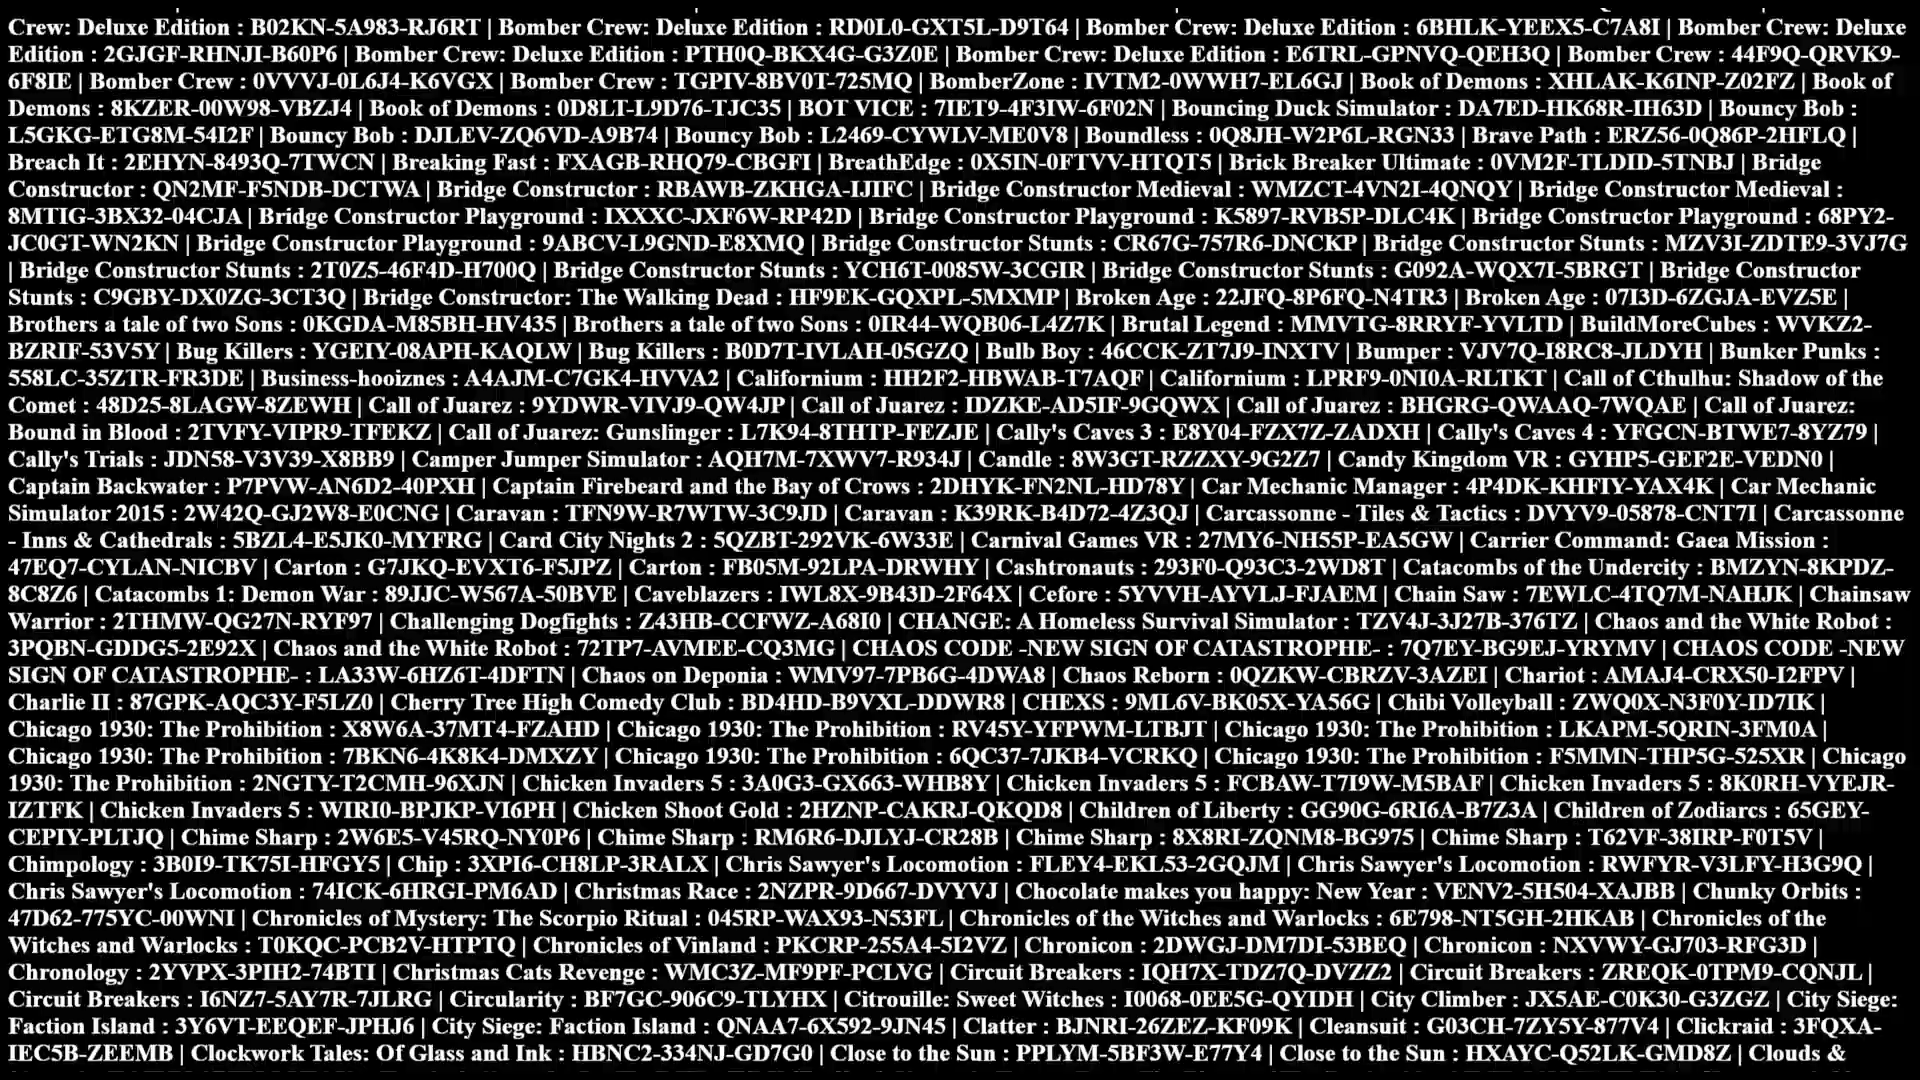 Crew: Deluxe Edition : B02KN-5A983-RJ6RT | Bomber Crew: Deluxe Edition : RD0L0-GXT5L-D9T64 | Bomber Crew: Deluxe Edition : 6BHLK-YEEX5-C7A8I | Bomber Crew: Deluxe
Edition : 2GJGF-RHNJI-B60P6 | Bomber Crew: Deluxe Edition : PTH0Q-BKX4G-G3Z0E | Bomber Crew: Deluxe Edition : E6TRL-GPNVQ-QEH3Q | Bomber Crew : 44F9Q-QRVK9-
6F8IE | Bomber Crew : 0VVVJ-0L6J4-K6VGX | Bomber Crew : TGPIV-8BV0T-725MQ | BomberZone : IVTM2-0WWH7-EL6GJ | Book of Demons : XHLAK-K6INP-Z02FZ | Book of
Demons : 8KZER-00W98-VBZJ4 | Book of Demons : 0D8LT-L9D76-TJC35 | BOT VICE : 7IET9-4F3IW-6F02N | Bouncing Duck Simulator : DA7ED-HK68R-IH63D | Bouncy Bob :
L5GKG-ETG8M-54I2F | Bouncy Bob : DJLEV-ZQ6VD-A9B74 | Bouncy Bob : L2469-CYWLV-ME0V8 | Boundless : 0Q8JH-W2P6L-RGN33 | Brave Path : ERZ56-0Q86P-2HFLQ |
Breach It : 2EHYN-8493Q-7TWCN | Breaking Fast : FXAGB-RHQ79-CBGFI | BreathEdge : 0X5IN-0FTVV-HTQT5 | Brick Breaker Ultimate : 0VM2F-TLDID-5TNBJ | Bridge
Constructor : QN2MF-F5NDB-DCTWA | Bridge Constructor : RBAWB-ZKHGA-IJIFC | Bridge Constructor Medieval : WMZCT-4VN2I-4QNQY | Bridge Constructor Medieval :
8MTIG-3BX32-04CJA | Bridge Constructor Playground : IXXXC-JXF6W-RP42D | Bridge Constructor Playground : K5897-RVB5P-DLC4K | Bridge Constructor Playground : 68PY2-
JC0GT-WN2KN | Bridge Constructor Playground : 9ABCV-L9GND-E8XMQ | Bridge Constructor Stunts : CR67G-757R6-DNCKP | Bridge Constructor Stunts : MZV3I-ZDTE9-3VJ7G
| Bridge Constructor Stunts : 2T0Z5-46F4D-H700Q | Bridge Constructor Stunts : YCH6T-0085W-3CGIR | Bridge Constructor Stunts : G092A-WQX7I-5BRGT | Bridge Constructor
Stunts : C9GBY-DX0ZG-3CT3Q | Bridge Constructor: The Walking Dead : HF9EK-GQXPL-5MXMP | Broken Age : 22JFQ-8P6FQ-N4TR3 | Broken Age : 07I3D-6ZGJA-EVZ5E |
Brothers a tale of two Sons : 0KGDA-M85BH-HV435 | Brothers a tale of two Sons : 0IR44-WQB06-L4Z7K | Brutal Legend : MMVTG-8RRYF-YVLTD | BuildMoreCubes : WVKZ2-
BZRIF-53V5Y | Bug Killers : YGEIY-08APH-KAQLW | Bug Killers : B0D7T-IVLAH-05GZQ | Bulb Boy : 46CCK-ZT7J9-INXTV | Bumper : VJV7Q-I8RC8-JLDYH | Bunker Punks :
558LC-35ZTR-FR3DE | Business-hooiznes : A4AJM-C7GK4-HVVA2 | Californium : HH2F2-HBWAB-T7AQF | Californium : LPRF9-0NI0A-RLTKT | Call of Cthulhu: Shadow of the
Comet : 48D25-8LAGW-8ZEWH | Call of Juarez : 9YDWR-VIVJ9-QW4JP | Call of Juarez : IDZKE-AD5IF-9GQWX | Call of Juarez : BHGRG-QWAAQ-7WQAE | Call of Juarez:
Bound in Blood : 2TVFY-VIPR9-TFEKZ | Call of Juarez: Gunslinger : L7K94-8THTP-FEZJE | Cally's Caves 3 : E8Y04-FZX7Z-ZADXH | Cally's Caves 4 : YFGCN-BTWE7-8YZ79 |
Cally's Trials : JDN58-V3V39-X8BB9 | Camper Jumper Simulator : AQH7M-7XWV7-R934J | Candle : 8W3GT-RZZXY-9G2Z7 | Candy Kingdom VR : GYHP5-GEF2E-VEDN0 |
Captain Backwater : P7PVW-AN6D2-40PXH | Captain Firebeard and the Bay of Crows : 2DHYK-FN2NL-HD78Y | Car Mechanic Manager : 4P4DK-KHFIY-YAX4K | Car Mechanic
Simulator 2015 : 2W42Q-GJ2W8-E0CNG | Caravan : TFN9W-R7WTW-3C9JD | Caravan : K39RK-B4D72-4Z3QJ | Carcassonne - Tiles & Tactics : DVYV9-05878-CNT7I | Carcassonne
- Inns & Cathedrals : 5BZL4-E5JK0-MYFRG | Card City Nights 2 : 5QZBT-292VK-6W33E | Carnival Games VR : 27MY6-NH55P-EA5GW | Carrier Command: Gaea Mission :
47EQ7-CYLAN-NICBV | Carton : G7JKQ-EVXT6-F5JPZ | Carton : FB05M-92LPA-DRWHY | Cashtronauts : 293F0-Q93C3-2WD8T | Catacombs of the Undercity : BMZYN-8KPDZ-
8C8Z6 | Catacombs 1: Demon War : 89JJC-W567A-50BVE | Caveblazers : IWL8X-9B43D-2F64X | Cefore : 5YVVH-AYVLJ-FJAEM | Chain Saw : 7EWLC-4TQ7M-NAHJK | Chainsaw
Warrior : 2THMW-QG27N-RYF97 | Challenging Dogfights : Z43HB-CCFWZ-A68I0 | CHANGE: A Homeless Survival Simulator : TZV4J-3J27B-376TZ | Chaos and the White Robot :
3PQBN-GDDG5-2E92X | Chaos and the White Robot : 72TP7-AVMEE-CQ3MG | CHAOS CODE -NEW SIGN OF CATASTROPHE- : 7Q7EY-BG9EJ-YRYMV | CHAOS CODE -NEW
SIGN OF CATASTROPHE- : LA33W-6HZ6T-4DFTN | Chaos on Deponia : WMV97-7PB6G-4DWA8 | Chaos Reborn : 0QZKW-CBRZV-3AZEI | Chariot : AMAJ4-CRX50-I2FPV |
Charlie II : 87GPK-AQC3Y-F5LZ0 | Cherry Tree High Comedy Club : BD4HD-B9VXL-DDWR8 | CHEXS : 9ML6V-BK05X-YA56G | Chibi Volleyball : ZWQ0X-N3F0Y-ID7IK |
Chicago 1930: The Prohibition : X8W6A-37MT4-FZAHD | Chicago 1930: The Prohibition : RV45Y-YFPWM-LTBJT | Chicago 1930: The Prohibition : LKAPM-5QRIN-3FM0A |
Chicago 1930: The Prohibition : 7BKN6-4K8K4-DMXZY | Chicago 1930: The Prohibition : 6QC37-7JKB4-VCRKQ | Chicago 1930: The Prohibition : F5MMN-THP5G-525XR | Chicago
1930: The Prohibition : 2NGTY-T2CMH-96XJN | Chicken Invaders 5 : 3A0G3-GX663-WHB8Y | Chicken Invaders 5 : FCBAW-T7I9W-M5BAF | Chicken Invaders 5 : 8K0RH-VYEJR-
IZTFK | Chicken Invaders 5 : WIRI0-BPJKP-VI6PH | Chicken Shoot Gold : 2HZNP-CAKRJ-QKQD8 | Children of Liberty : GG90G-6RI6A-B7Z3A | Children of Zodiarcs : 65GEY-
CEPIY-PLTJQ | Chime Sharp : 2W6E5-V45RQ-NY0P6 | Chime Sharp : RM6R6-DJLYJ-CR28B | Chime Sharp : 8X8RI-ZQNM8-BG975 | Chime Sharp : T62VF-38IRP-F0T5V |
Chimpology : 3B0I9-TK75I-HFGY5 | Chip : 3XPI6-CH8LP-3RALX | Chris Sawyer's Locomotion : FLEY4-EKL53-2GQJM | Chris Sawyer's Locomotion : RWFYR-V3LFY-H3G9Q |
Chris Sawyer's Locomotion : 74ICK-6HRGI-PM6AD | Christmas Race : 2NZPR-9D667-DVYVJ | Chocolate makes you happy: New Year : VENV2-5H504-XAJBB | Chunky Orbits :
47D62-775YC-00WNI | Chronicles of Mystery: The Scorpio Ritual : 045RP-WAX93-N53FL | Chronicles of the Witches and Warlocks : 6E798-NT5GH-2HKAB | Chronicles of the
Witches and Warlocks : T0KQC-PCB2V-HTPTQ | Chronicles of Vinland : PKCRP-255A4-5I2VZ | Chronicon : 2DWGJ-DM7DI-53BEQ | Chronicon : NXVWY-GJ703-RFG3D |
Chronology : 2YVPX-3PIH2-74BTI | Christmas Cats Revenge : WMC3Z-MF9PF-PCLVG | Circuit Breakers : IQH7X-TDZ7Q-DVZZ2 | Circuit Breakers : ZREQK-0TPM9-CQNJL |
Circuit Breakers : I6NZ7-5AY7R-7JLRG | Circularity : BF7GC-906C9-TLYHX | Citrouille: Sweet Witches : I0068-0EE5G-QYIDH | City Climber : JX5AE-C0K30-G3ZGZ | City Siege:
Faction Island : 3Y6VT-EEQEF-JPHJ6 | City Siege: Faction Island : QNAA7-6X592-9JN45 | Clatter : BJNRI-26ZEZ-KF09K | Cleansuit : G03CH-7ZY5Y-877V4 | Clickraid : 3FQXA-
IEC5B-ZEEMB | Clockwork Tales: Of Glass and Ink : HBNC2-334NJ-GD7G0 | Close to the Sun : PPLYM-5BF3W-E77Y4 | Close to the Sun : HXAYC-Q52LK-GMD8Z | Clouds &